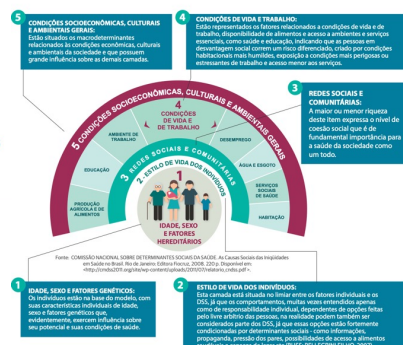 5
CONDIÇÕES SOCIOECONÔMICAS, CULTURAIS
E AMBIENTAIS GERAIS:
Estão situados os macrodeterminantes
relacionados às condições econômicas, culturais
e ambientais da sociedade e que possuem
grande influência sobre as demais camadas.
4
CONDIÇÕES DE VIDA E TRABALHO:
Estão representados os fatores relacionados a condições de vida e de
trabalho, disponibilidade de alimentos e acesso a ambientes e serviços
essenciais, como saúde e educação, indicando que as pessoas em
desvantagem social correm um risco diferenciado, criado por condições
habitacionais mais humildes, exposição a condições mais perigosas ou
estressantes de trabalho e acesso menor aos serviços.
3
REDES SOCIAIS E
COMUNITÁRIAS:
A maior ou menor riqueza
deste item expressa o nível de
coesão social que é de
fundamental importância para
a saúde da sociedade como
um todo.
5 CONDIÇÕES SOCIOECONÔMICAS, CULTURAIS E AMBIENTAIS GERAIS
4
CONDIÇÕES
DE VIDA E
DE TRABALHO
AMBIENTE DE
TRABALHO
DESEMPREGO
EDUCAÇÃO
ÁGUA E ESGOTO
PRODUÇÃO
AGRÍCOLA E DE
ALIMENTOS
SERVIÇOS
SOCIAIS
DE SAÚDE
HABITAÇÃO
3 REDES SOCIAIS E COMUNITÁRIAS
2 - ESTILO DE VIDA DOS INDIVÍDUOS
1
IDADE, SEXO
E FATORES
HEREDITÁRIOS
Fonte. COMISSÃO NACIONAL SOBRE DETERMINANTES SOCIAIS DA SAÚDE. As Causas Sociais das Iniquidades
em Saúde no Brasil. Rio de Janeiro. Editora Fiocruz, 2008. 220 p. Disponível em:
<http://cmdss2011.org/site/wp-content/uploads/2011/07/relatorio_cndss.pdf>.
1
IDADE, SEXO E FATORES GENÉTICOS:
Os indivíduos estão na base do modelo, com
suas características individuais de idade,
sexo e fatores genéticos que,
evidentemente, exercem influência sobre
seu potencial e suas condições de saúde.
2
ESTILO DE VIDA DOS INDIVÍDUOS:
Esta camada está situada no limiar entre os fatores individuais e os
DSS, já que os comportamentos, muitas vezes entendidos apenas
como de responsabilidade individual, dependentes de opções feitas
pelo livre arbítrio das pessoas, na realidade podem também ser
considerados parte dos DSS, já que essas opções estão fortemente
condicionadas por determinantes sociais - como informações,
propaganda, pressão dos pares, possibilidades de acesso a alimentos